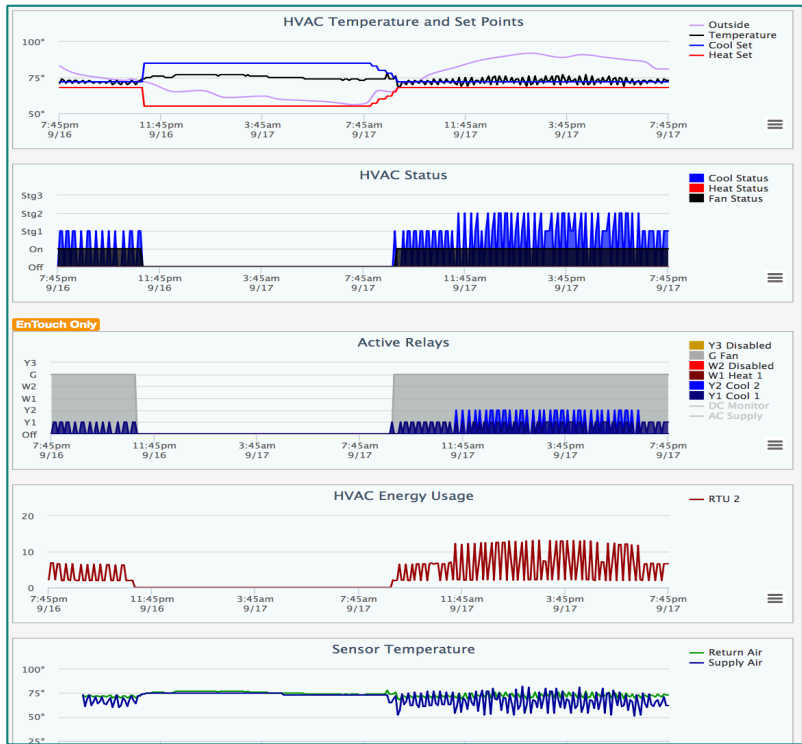 HVAC Temperature and Set Points
Outside
Temperature
Cool Set
Heat Set
100°
75°
50°
7:45pm 11:45pm 3:45am 7:45am 11:45am 3:45pm 7:45pm
9/16 9/16 9/17 9/17 9/17 9/17 9/17
HVAC Status
Cool Status
Heat Status
Fan Status
Stg3
Stg2
Stg1
On
Off
7:45pm 11:45pm 3:45am 7:45am 11:45am 3:45pm 7:45pm
9/16 9/16 9/17 9/17 9/17 9/17 9/17
EnTouch Only
Active Relays
Y3 Disabled
G Fan
W2 Disabled
W1 Heat 1
Y2 Cool 2
Y1 Cool 1
DC Monitor
AC Supply
Y3
G
W2
W1
Y2
Y1
Off
7:45pm 11:45pm 3:45am 7:45am 11:45am 3:45pm 7:45pm
9/16 9/16 9/17 9/17 9/17 9/17 9/17
HVAC Energy Usage
RTU 2
20
10
0
7:45pm 11:45pm 3:45am 7:45am 11:45am 3:45pm 7:45pm
9/16 9/16 9/17 9/17 9/17 9/17 9/17
Sensor Temperature
Return Air
Supply Air
100°
75°
50°
25°